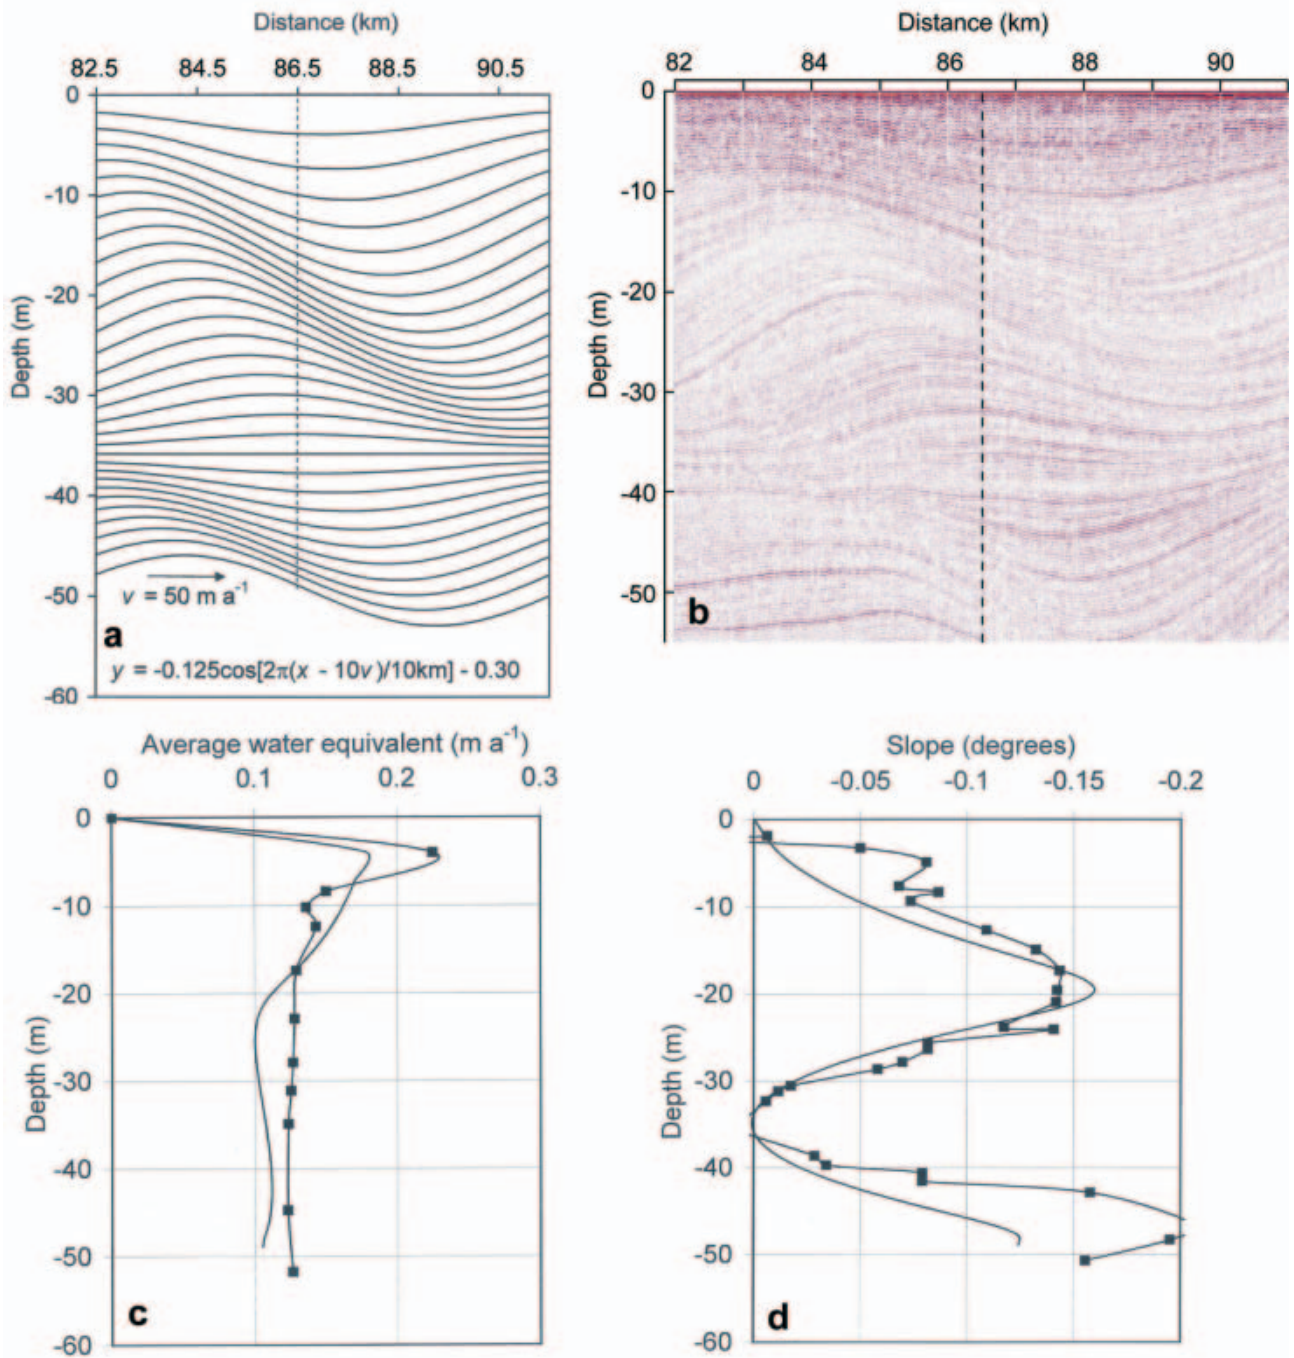 Distance (km)
82.5 84.5 86.5 88.5 90.5
0
-10
-20
-30
-40
-50
-60
Depth (m)
v = 50 m a⁻¹
a
y = -0.125cos[2π(x - 10v)/10km] - 0.30
Distance (km)
82 84 86 88 90
0
-10
-20
-30
-40
-50
Depth (m)
b
Average water equivalent (m a⁻¹)
0 0.1 0.2 0.3
0
-10
-20
-30
-40
-50
-60
Depth (m)
c
Slope (degrees)
0 -0.05 -0.1 -0.15 -0.2
0
-10
-20
-30
-40
-50
-60
Depth (m)
d